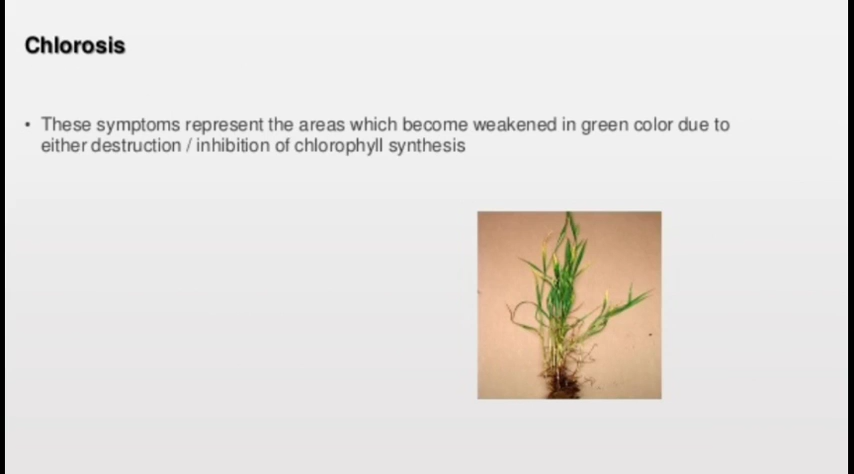 Chlorosis
• These symptoms represent the areas which become weakened in green color due to
either destruction / inhibition of chlorophyll synthesis